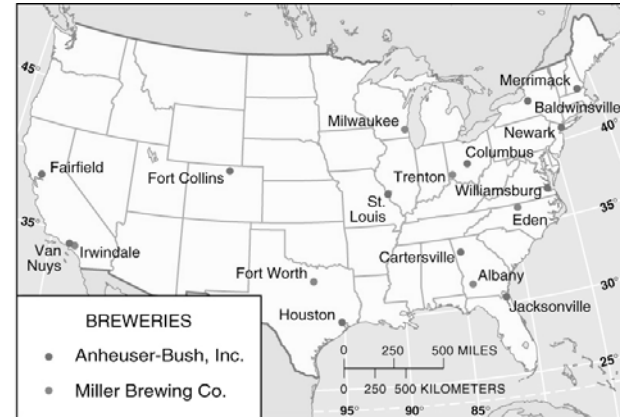 45°
Merrimack
Baldwinsville
Milwaukee
Newark
40°
Columbus
Fairfield
Fort Collins
Trenton
Williamsburg
St.
Louis
Eden
35°
35°
Van
Nuys
Irwindale
Cartersville
Fort Worth
Albany
30°
Houston
Jacksonville
BREWERIES
Anheuser-Bush, Inc.
Miller Brewing Co.
0 250 500 MILES
0 250 500 KILOMETERS
25°
95°
90°
85°